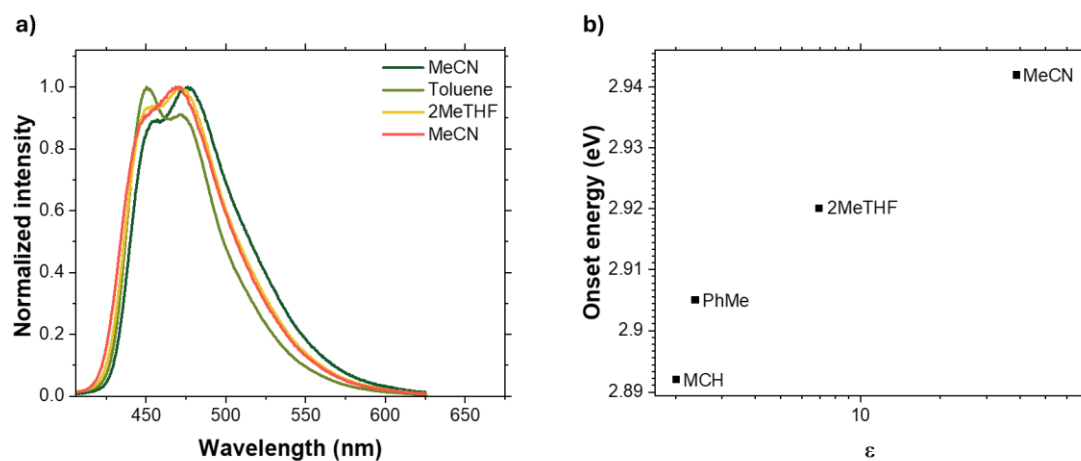 a)
MeCN
Toluene
2MeTHF
MeCN
1.0
0.8
0.6
0.4
0.2
0.0
Normalized intensity
450 500 550 600 650
Wavelength (nm)
b)
MeCN
2MeTHF
PhMe
MCH
2.94
2.93
2.920
2.91
2.9
2.89
Onset energy (eV)
10
ε